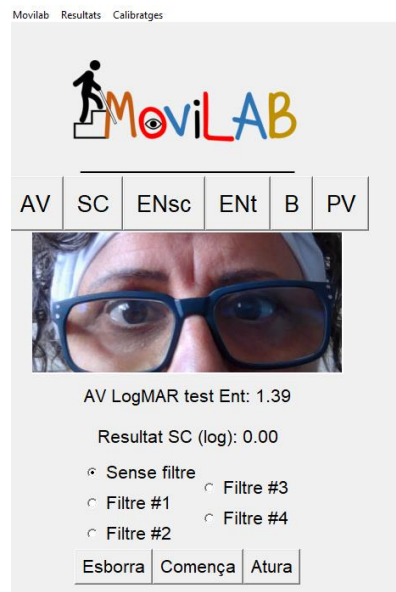 Movilab Resultats Calibratges
MoviLAB
AV SC ENsc ENt B PV
AV LogMAR test Ent: 1.39
Resultat SC (log): 0.00
Sense filtre
Filtre #3
Filtre #1
Filtre #4
Filtre #2
Esborra Comença Atura